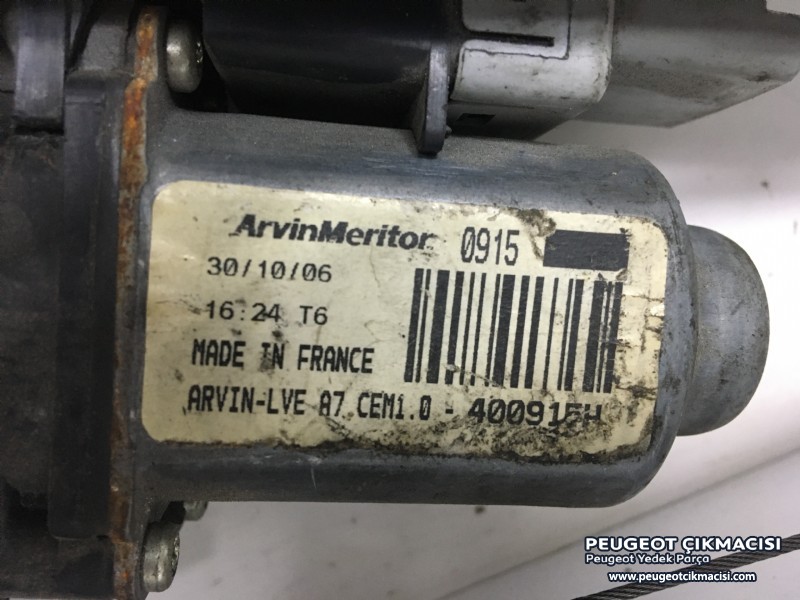 ArvinMeritor 0915
30/10/06
16:24 T6
MADE IN FRANCE
ARVIN-LVE A7 CEM1.0 -
PEUGEOT ÇIKMACISI
Peugeot Yedek Parça
www.peugeotcikmacisi.com